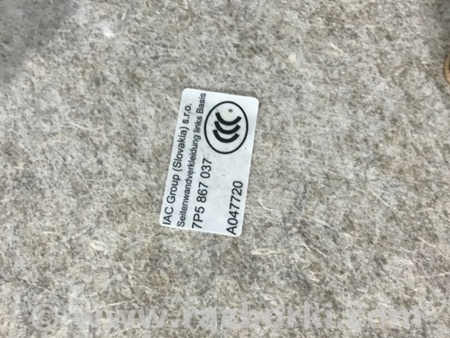 IAC Group (Slovakia) s.r.o.
Seitenwandverkleidung links Basis
7P5 867 037
A047720